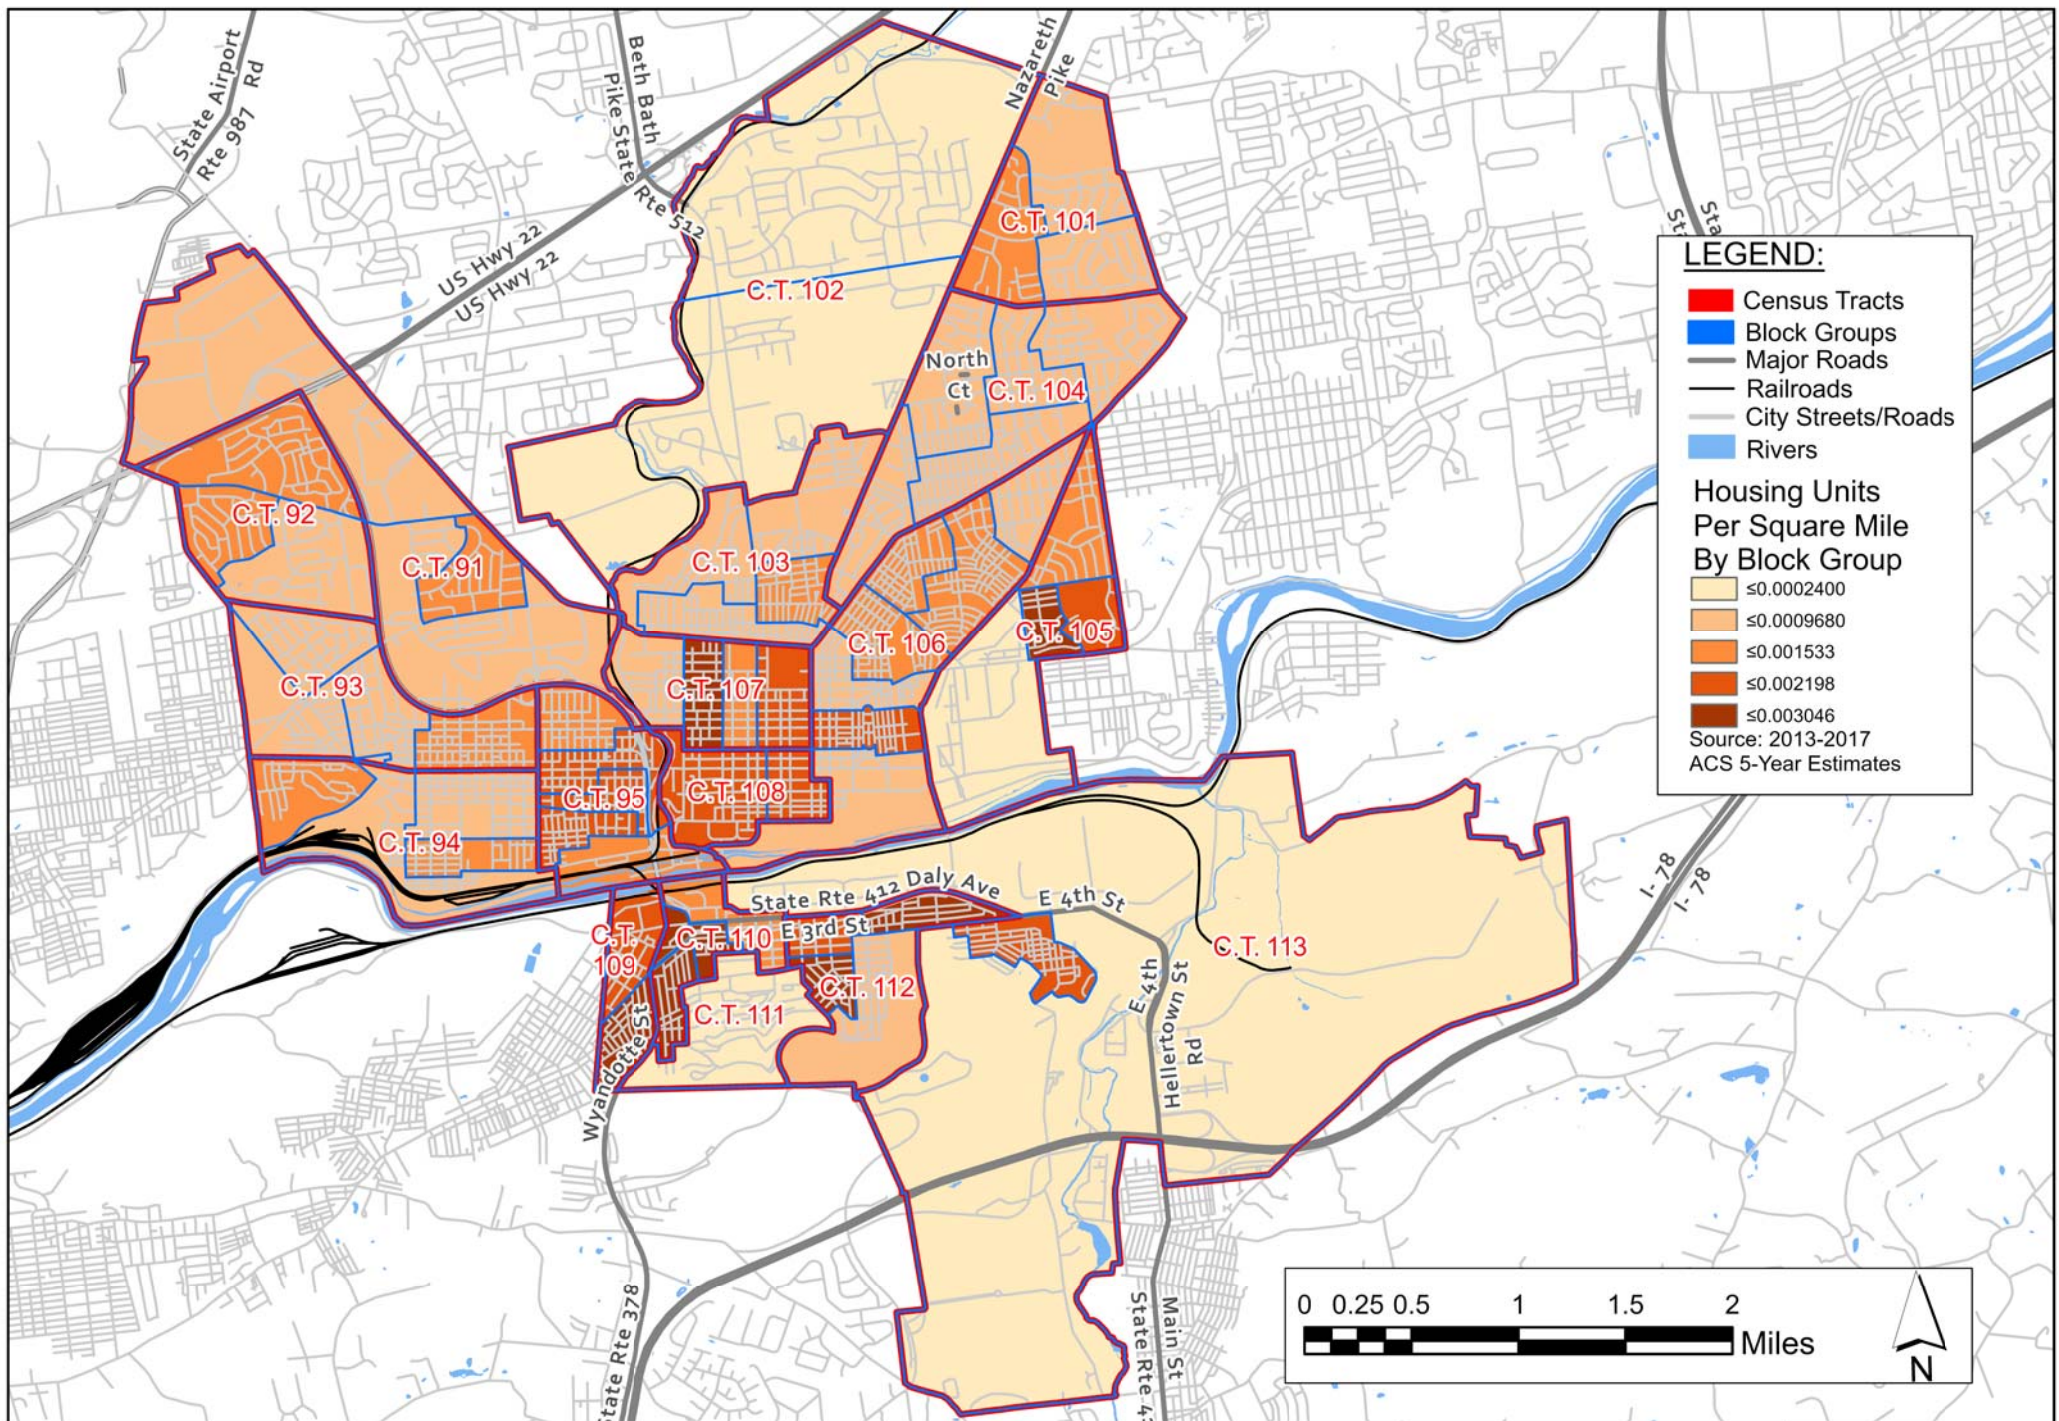 State Airport
Rte 987 Rd
Beth Bath
Pike State Rte 512
Nazareth
Pike
US Hwy 22
US Hwy 22
C.T. 101
C.T. 102
North
Ct
C.T. 104
C.T. 92
C.T. 91
C.T. 103
C.T. 106
C.T. 105
C.T. 93
C.T. 107
C.T. 95
C.T. 108
C.T. 94
State Rte 412 Daly Ave
E 4th St
E 3rd St
C.T.
109
C.T. 110
C.T. 112
C.T. 111
C.T. 113
E 4th
Hellertown St
Rd
Wyandotte St
I-78
I-78
State Rte 378
Main St
State Rte 4
Sta
Sta
LEGEND:
Census Tracts
Block Groups
Major Roads
Railroads
City Streets/Roads
Rivers
Housing Units
Per Square Mile
By Block Group
≤0.0002400
≤0.0009680
≤0.001533
≤0.002198
≤0.003046
Source: 2013-2017
ACS 5-Year Estimates
0 0.25 0.5 1 1.5 2
Miles
N